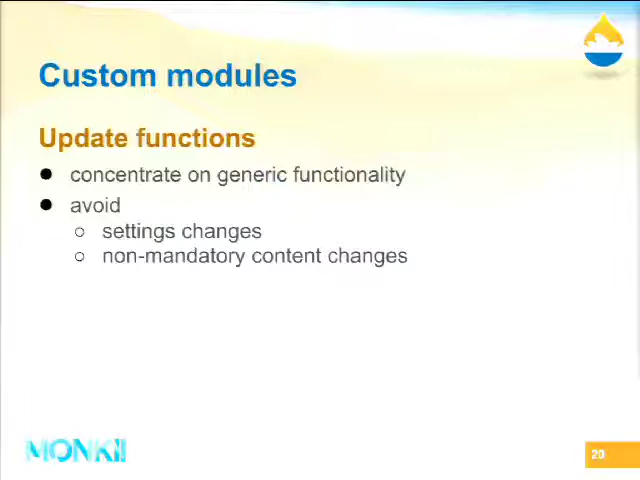 Custom modules
Update functions
concentrate on generic functionality
avoid
settings changes
non-mandatory content changes
MONKII
20